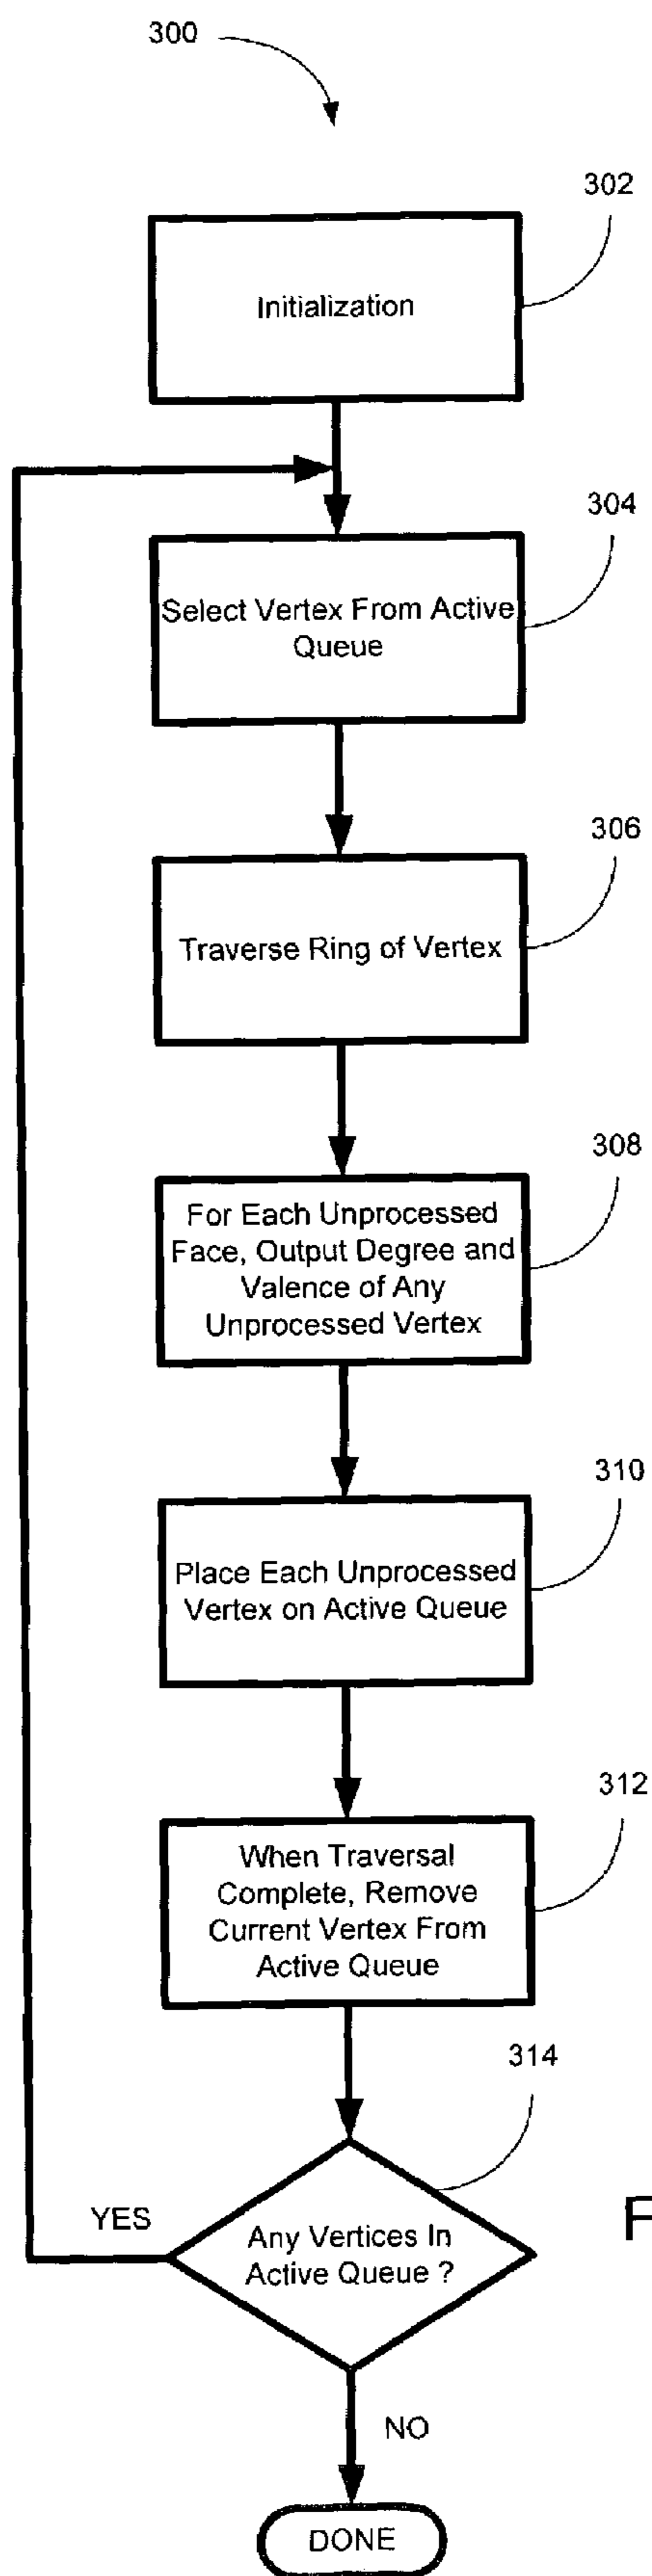 300
302
Initialization
304
Select Vertex From Active
Queue
306
Traverse Ring of Vertex
308
For Each Unprocessed
Face, Output Degree and
Valence of Any
Unprocessed Vertex
310
Place Each Unprocessed
Vertex on Active Queue
312
When Traversal
Complete, Remove
Current Vertex From
Active Queue
314
YES
Any Vertices In
Active Queue ?
F
NO
DONE